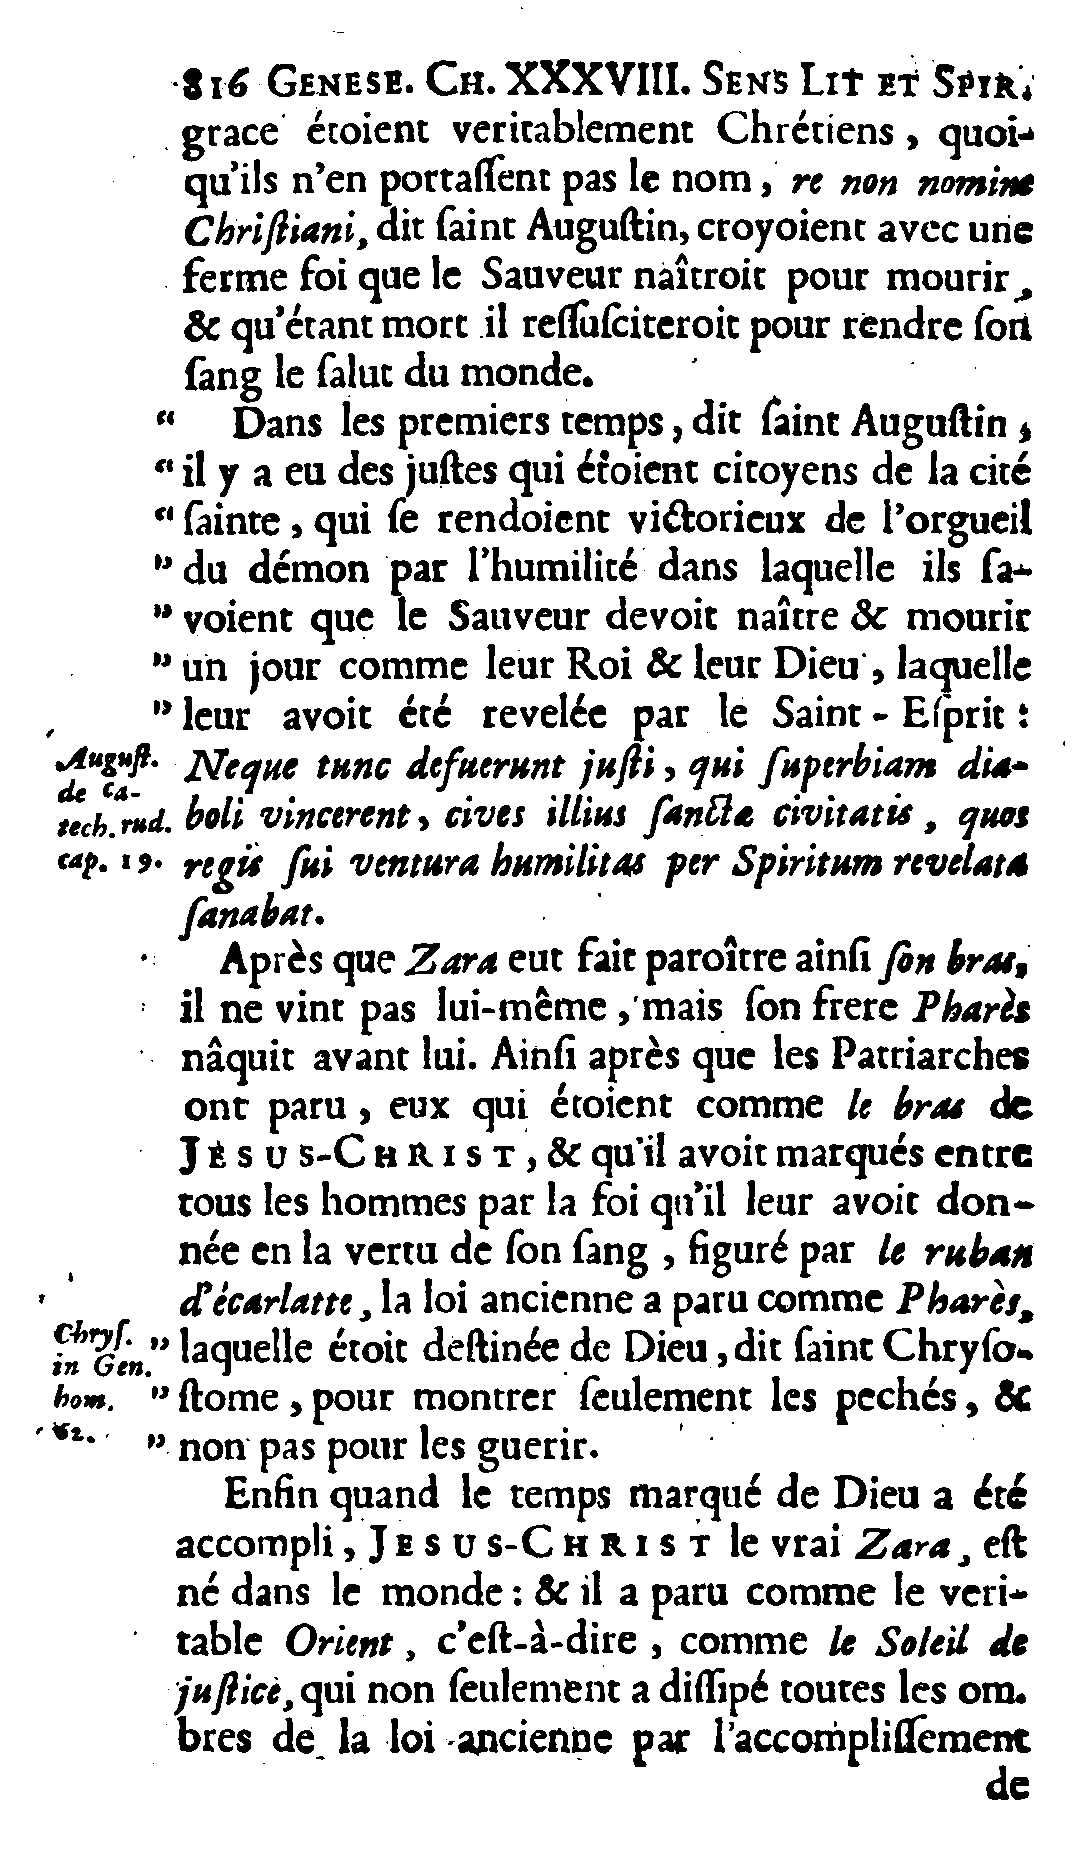 816 GENESE. CH. XXXVIII. SENS LIT ET SPIR.
grace étoient veritablement Chrétiens, quoi-
qu'ils n'en portaſſent pas le nom, re non nomine
Chriſtiani, dit ſaint Auguſtin, croyoient avec une
ferme foi que le Sauveur naîtroit pour mourir,
& qu'étant mort il reſſuſciteroit pour rendre ſon
ſang le ſalut du monde.
“ Dans les premiers temps, dit ſaint Auguſtin,
“ il y a eu des juſtes qui étoient citoyens de la cité
“ ſainte, qui ſe rendoient victorieux de l'orgueil
” du démon par l'humilité dans laquelle ils ſa-
” voient que le Sauveur devoit naître & mourir
” un jour comme leur Roi & leur Dieu, laquelle
” leur avoit été revelée par le Saint-Eſprit :
Auguſt. Neque tunc defuerunt juſti, qui ſuperbiam dia-
de Ca-
tech. rud. boli vincerent, cives illius ſanctæ civitatis, quos
cap. 19. regis ſui ventura humilitas per Spiritum revelata
ſanabat.
Après que Zara eut fait paroître ainſi ſon bras,
il ne vint pas lui-même, mais ſon frere Pharès
nâquit avant lui. Ainſi après que les Patriarches
ont paru, eux qui étoient comme le bras de
JESUS-CHRIST, & qu'il avoit marqués entre
tous les hommes par la foi qu'il leur avoit don-
née en la vertu de ſon ſang, figuré par le ruban
d'écarlatte, la loi ancienne a paru comme Pharès,
Chryſ. ” laquelle étoit deſtinée de Dieu, dit ſaint Chryſo-
in Gen.
hom. ” ſtome, pour montrer ſeulement les pechés, &
62. ” non pas pour les guerir.
Enfin quand le temps marqué de Dieu a été
accompli, JESUS-CHRIST le vrai Zara, eſt
né dans le monde : & il a paru comme le veri-
table Orient, c'eſt-à-dire, comme le Soleil de
juſtice, qui non ſeulement a diſſipé toutes les om.
bres de la loi ancienne par l'accompliſſement
de